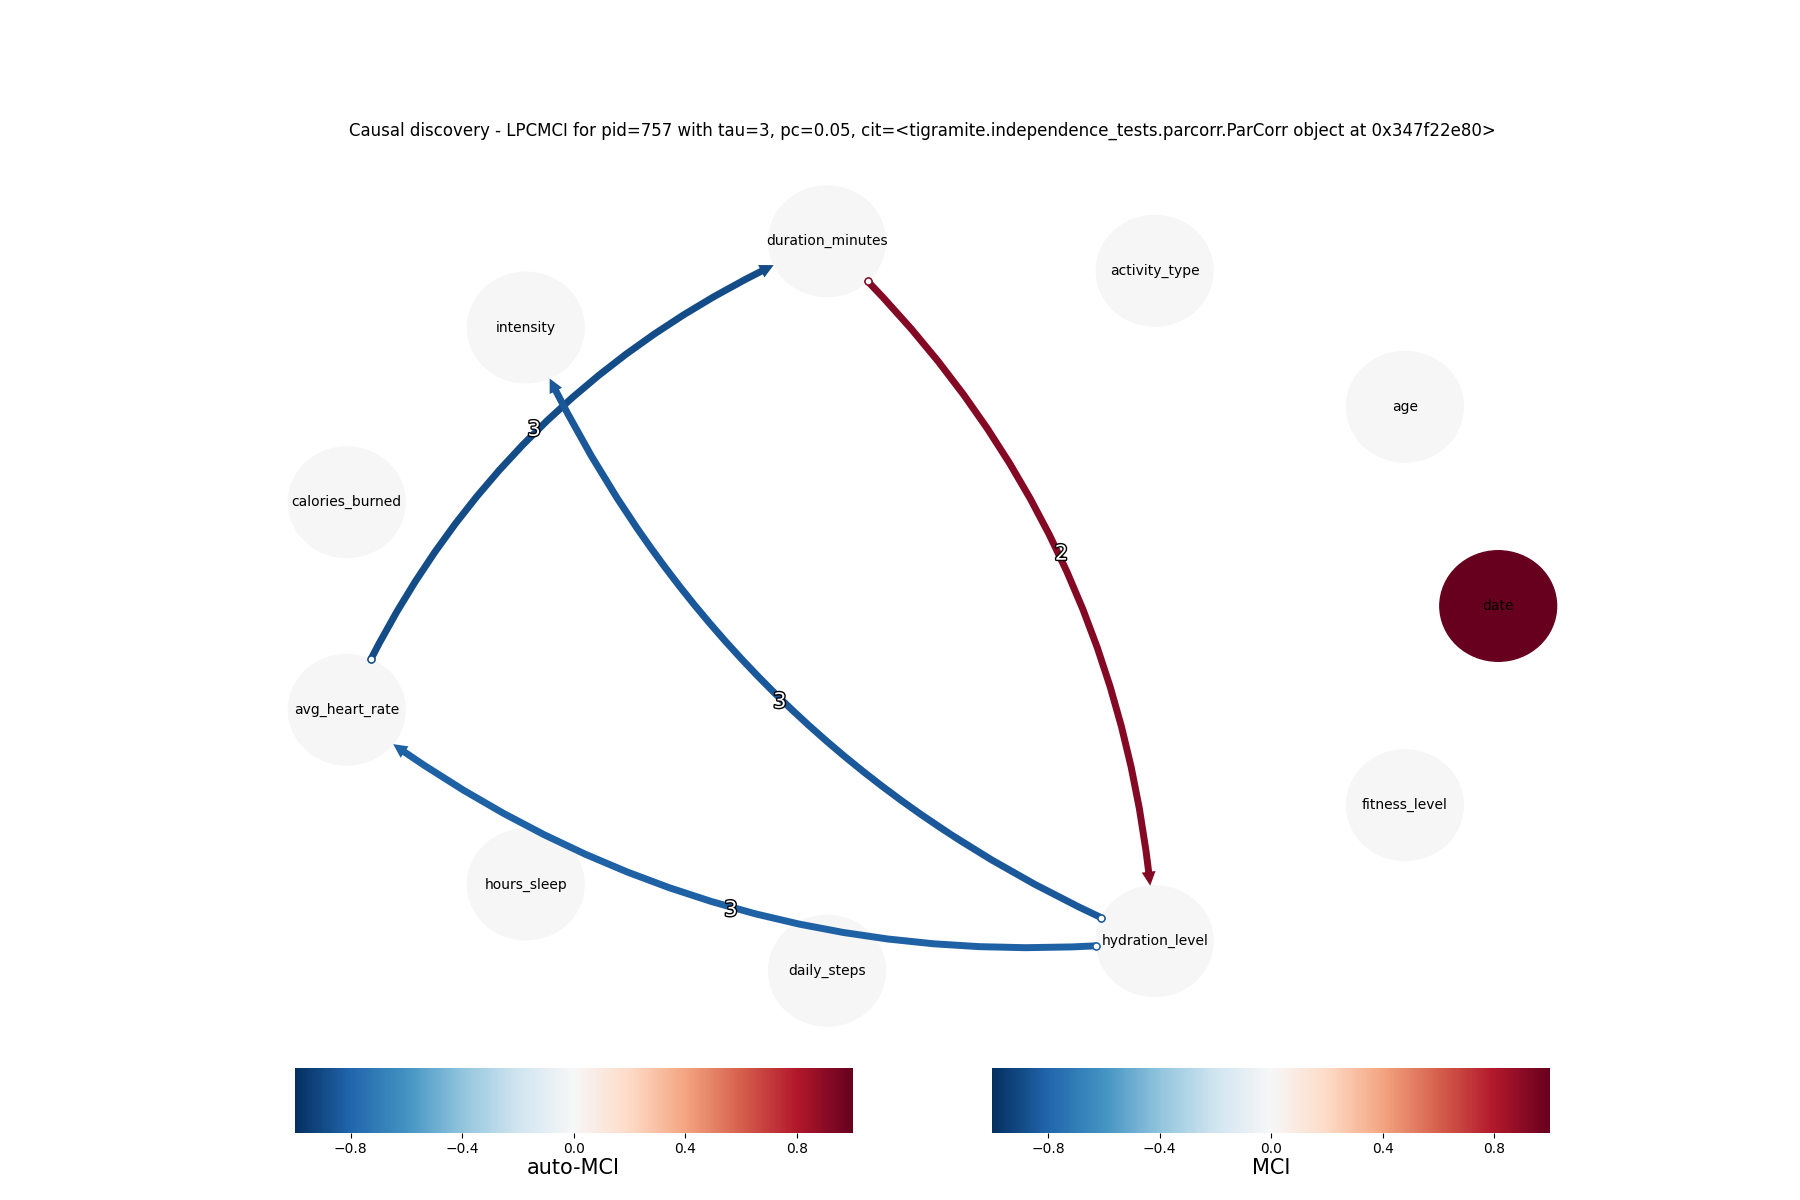 Causal discovery - LPCMCI for pid=757 with tau=3, pc=0.05, cit=<tigramite.independence_tests.parcorr.ParCorr object at 0x347f22e80>
duration_minutes
activity_type
intensity
age
3
calories_burned
2
date
3
avg_heart_rate
fitness_level
hours_sleep
3
hydration_level
daily_steps
−0.8 −0.4 0.0 0.4 0.8
auto-MCI
−0.8 −0.4 0.0 0.4 0.8
MCI